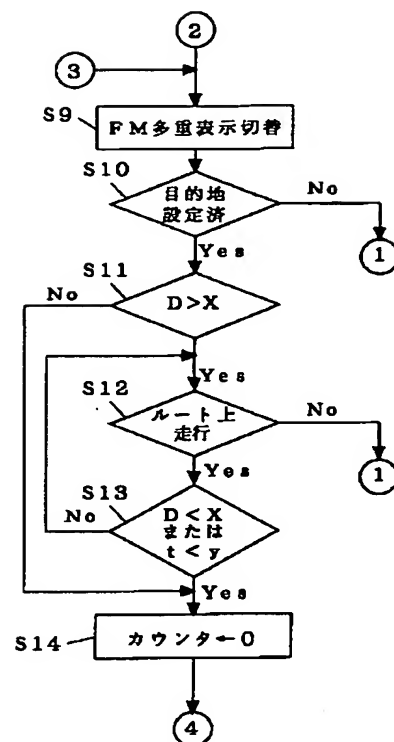 2
3
S9
FM多重表示切替
S10
目的地
設定済
No
1
Yes
S11
D>X
No
Yes
S12
ルート上
走行
No
1
Yes
S13
D<X
または
t<y
No
Yes
S14
カウンタ←0
4